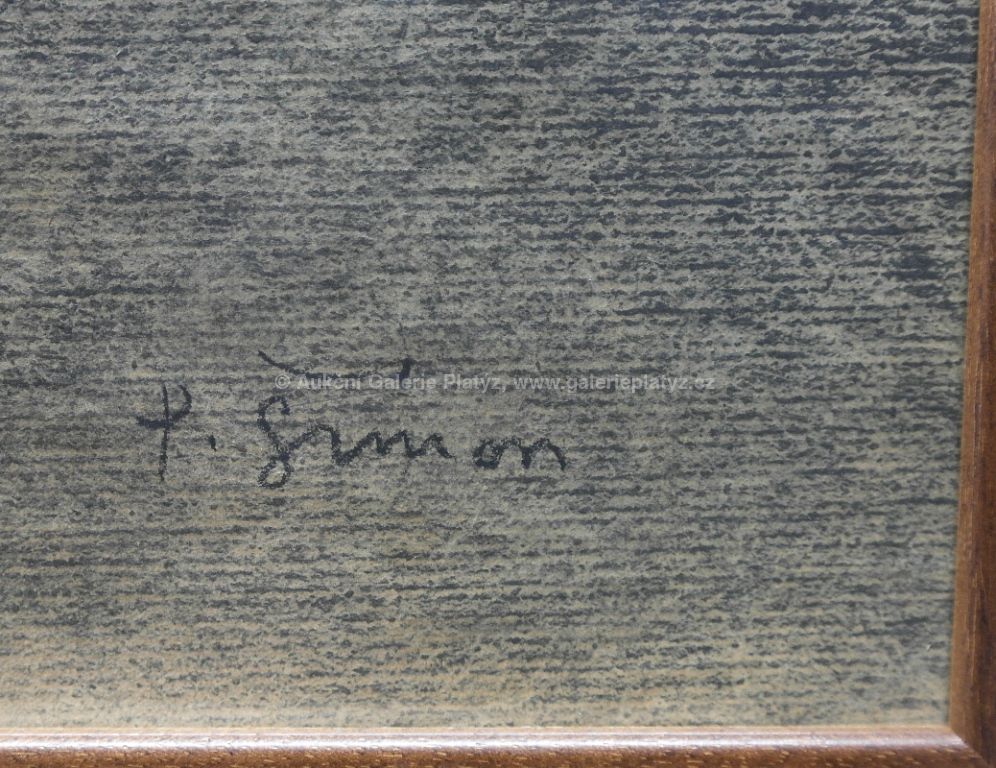 © Aukční Galerie Platýz, www.galerieplatyz.cz
P. Šimon